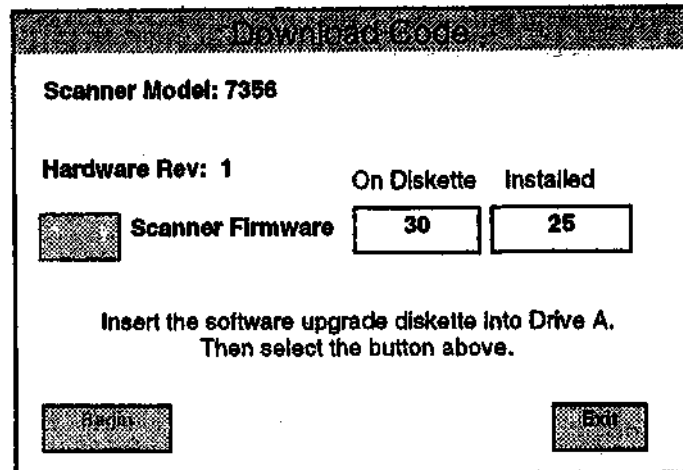 Download Code
Scanner Model: 7356
Hardware Rev: 1
On Diskette Installed
Scanner Firmware 30 25
Insert the software upgrade diskette into Drive A.
Then select the button above.
Begin
Exit